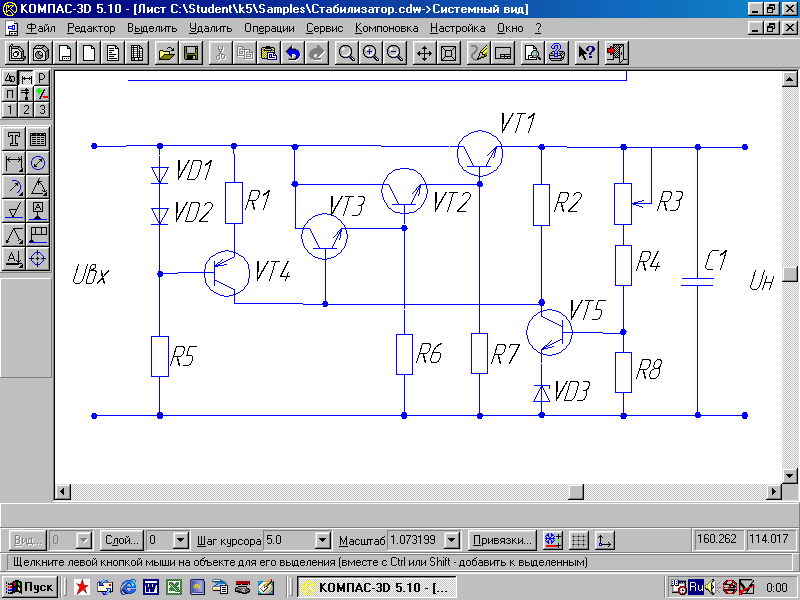 КОМПАС-3D 5.10 - [Лист C:\Student\k5\Samples\Стабилизатор.cdw->Системный вид]
Файл Редактор Выделить Удалить Операции Сервис Компоновка Настройка Окно ?
1 2 3
VT1
VD1
R1
VT3
VT2
R2
R3
VD2
Uвх
VT4
R4
C1
Uн
VT5
R5
R6
R7
R8
VD3
Вид... 0 Слой... 0 Шаг курсора 5.0 Масштаб 1.073199 Привязки... 160.262 114.017
Щелкните левой кнопкой мыши на объекте для его выделения (вместе с Ctrl или Shift - добавить к выделенным)
Пуск КОМПАС-3D 5.10 - [... Ru 0:00